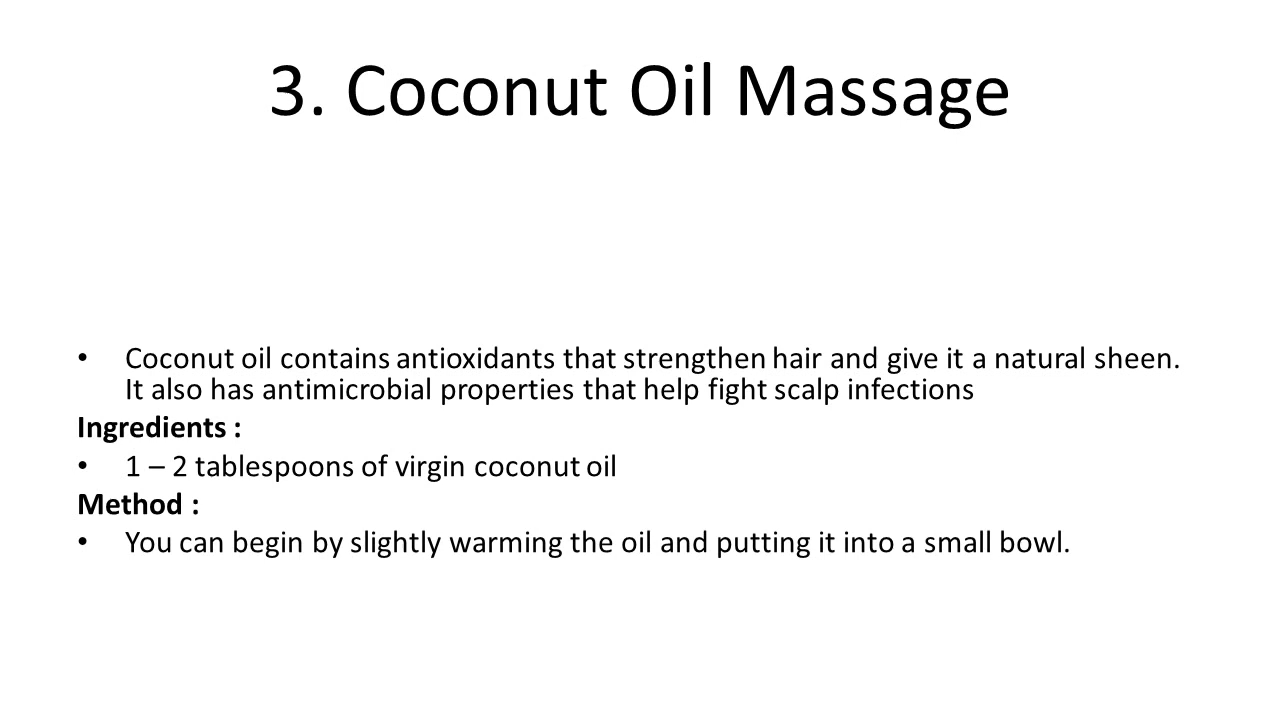 3. Coconut Oil Massage
• Coconut oil contains antioxidants that strengthen hair and give it a natural sheen.
It also has antimicrobial properties that help fight scalp infections
Ingredients :
• 1 – 2 tablespoons of virgin coconut oil
Method :
• You can begin by slightly warming the oil and putting it into a small bowl.